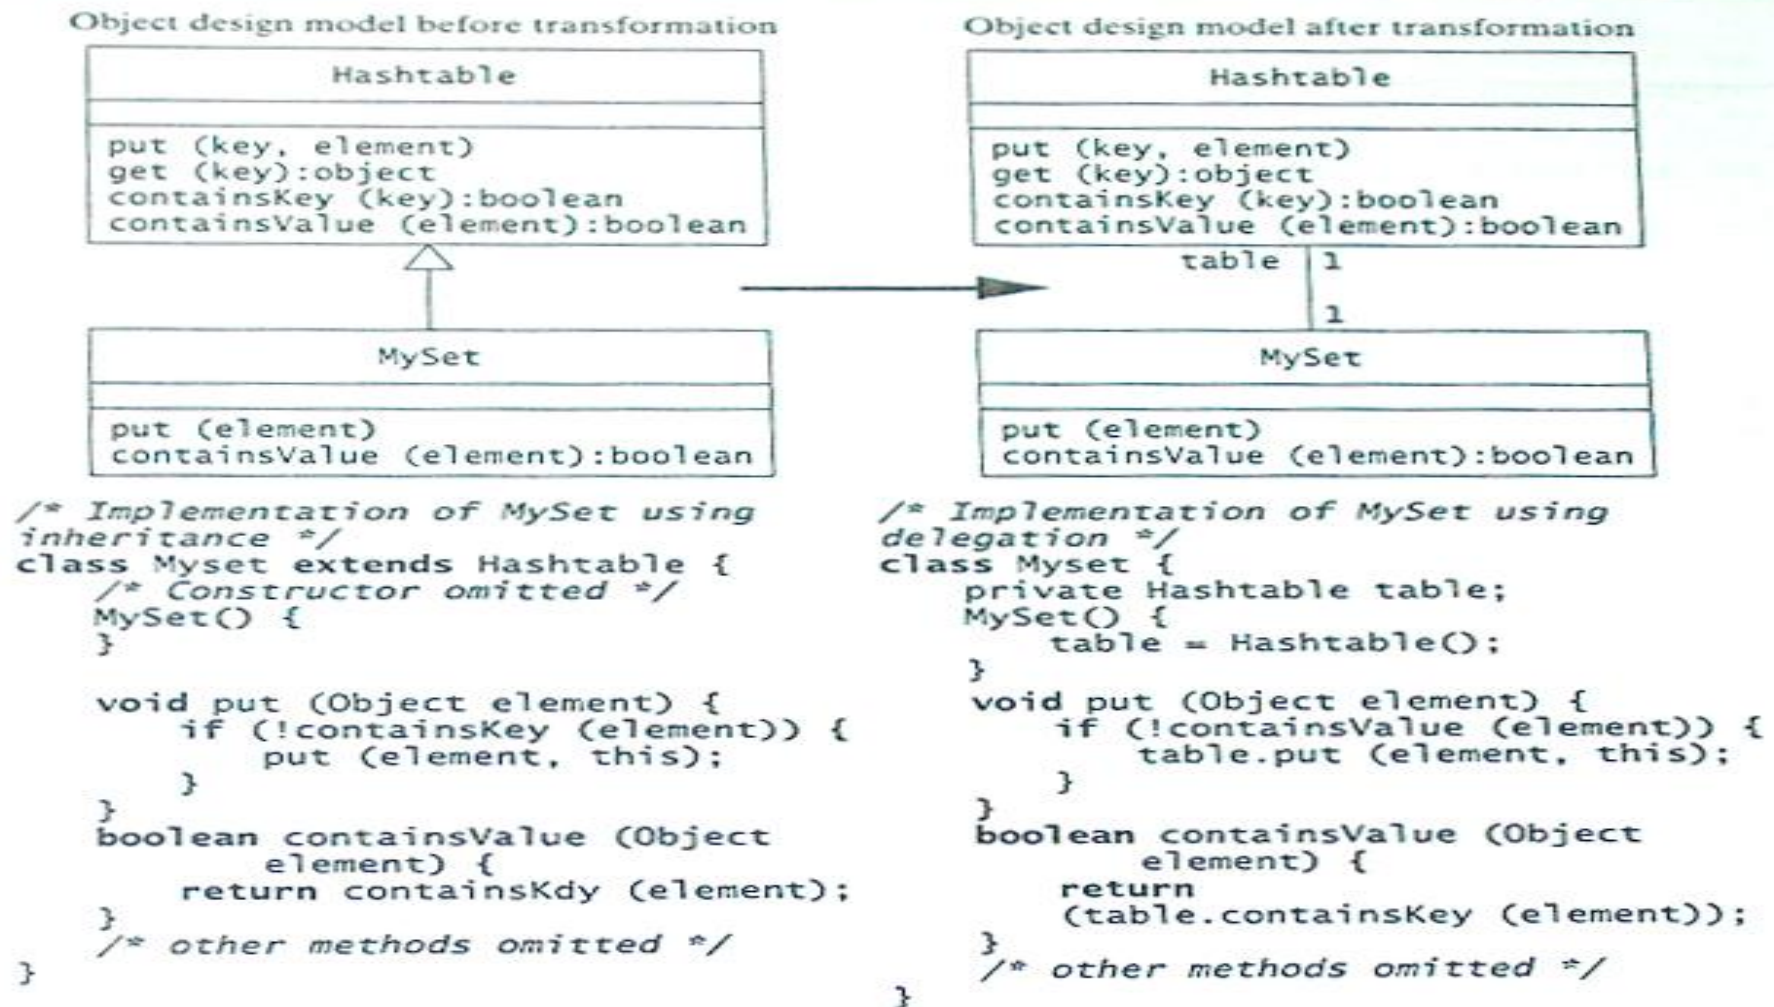 Object design model before transformation
Hashtable
put (key, element)
get (key):object
containsKey (key):boolean
containsValue (element):boolean
MySet
put (element)
containsValue (element):boolean
/* Implementation of MySet using
inheritance */
class Myset extends Hashtable {
/* Constructor omitted */
MySet() {
}
void put (Object element) {
if (!containsKey (element)) {
put (element, this);
}
}
boolean containsValue (Object
element) {
return containsKdy (element);
}
/* other methods omitted */
}
Object design model after transformation
Hashtable
put (key, element)
get (key):object
containsKey (key):boolean
containsValue (element):boolean
table 1
1
MySet
put (element)
containsValue (element):boolean
/* Implementation of MySet using
delegation */
class Myset {
private Hashtable table;
MySet() {
table = Hashtable();
}
void put (Object element) {
if (!containsValue (element)) {
table.put (element, this);
}
}
boolean containsValue (Object
element) {
return
(table.containsKey (element));
}
/* other methods omitted */
}